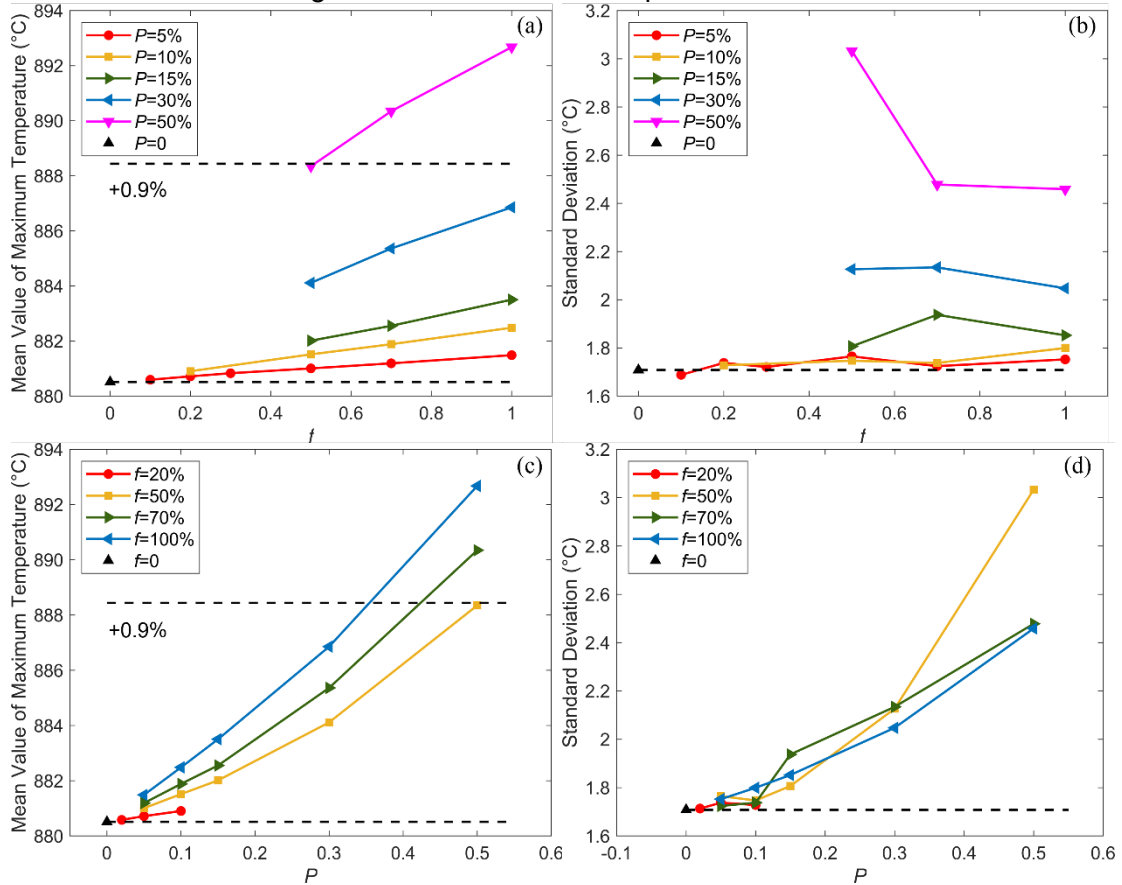 Mean Value of Maximum Temperature (°C)
894
892
890
888
886
884
882
880
0
0.2
0.4
0.6
0.8
1
f
(a)
P=5%
P=10%
P=15%
P=30%
P=50%
P=0
+0.9%
Standard Deviation (°C)
3.2
3
2.8
2.6
2.4
2.2
2
1.8
1.6
0
0.2
0.4
0.6
0.8
1
f
(b)
P=5%
P=10%
P=15%
P=30%
P=50%
P=0
Mean Value of Maximum Temperature (°C)
894
892
890
888
886
884
882
880
0
0.1
0.2
0.3
0.4
0.5
0.6
P
(c)
f=20%
f=50%
f=70%
f=100%
f=0
+0.9%
Standard Deviation (°C)
3.2
3
2.8
2.6
2.4
2.2
2
1.8
1.6
-0.1
0
0.1
0.2
0.3
0.4
0.5
0.6
P
(d)
f=20%
f=50%
f=70%
f=100%
f=0